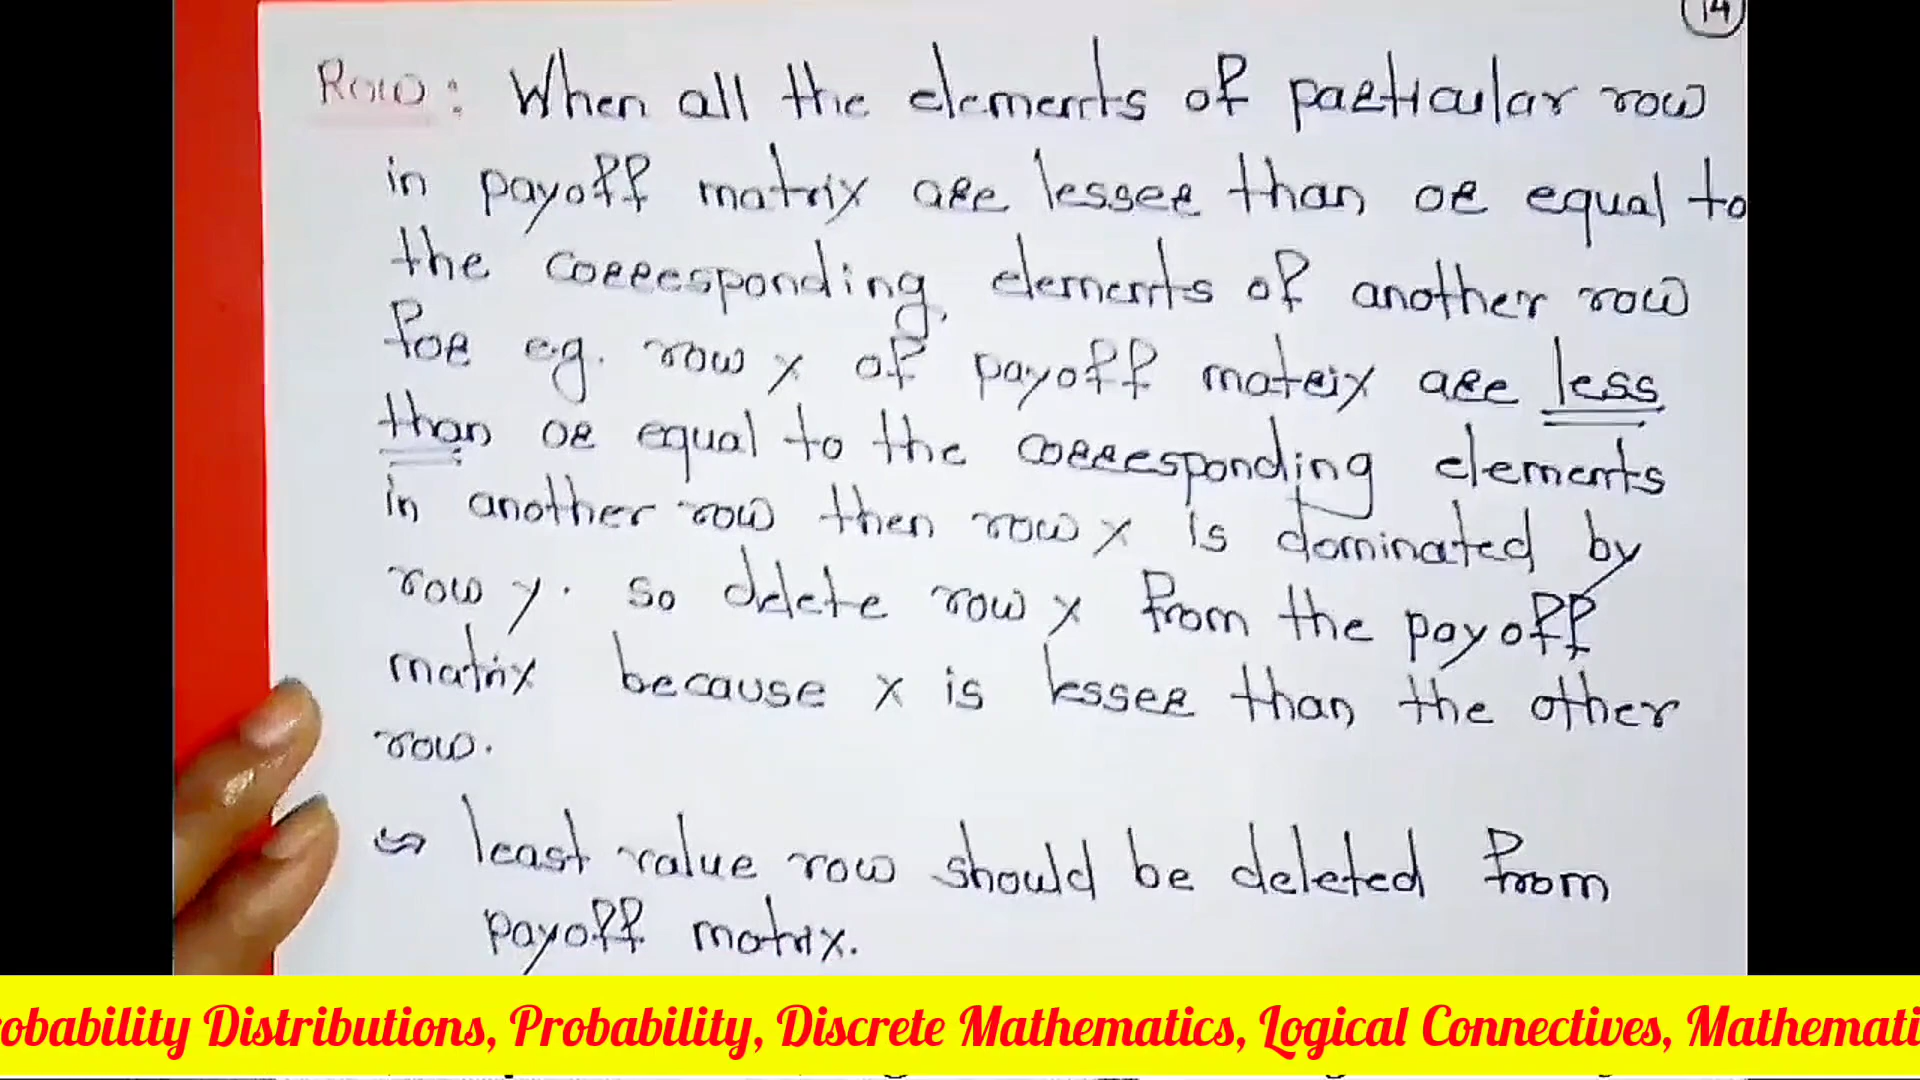 14
Row: When all the elements of particular row
in payoff matrix are lesser than or equal to
the corresponding elements of another row
for e.g. row x of payoff matrix are less
than or equal to the corresponding elements
in another row then row x is dominated by
row y. so delete row x from the payoff
matrix because x is lesser than the other
row.
↪ least value row should be deleted from
payoff matrix.
obability Distributions, Probability, Discrete Mathematics, Logical Connectives, Mathemati